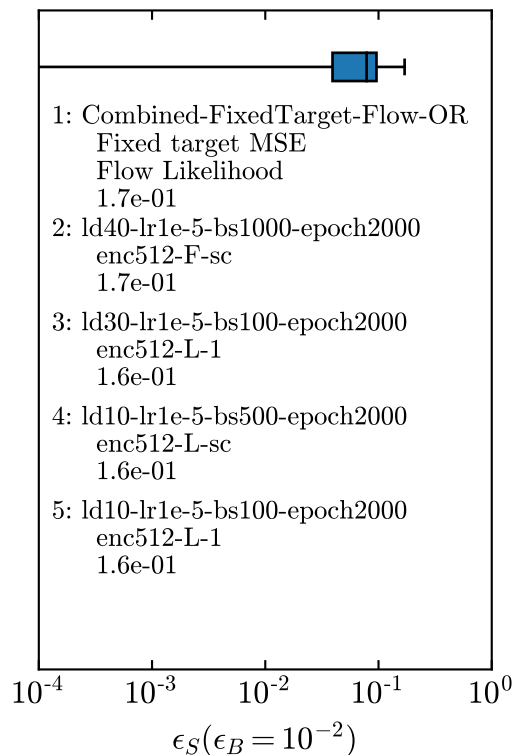 1: Combined-FixedTarget-Flow-OR
Fixed target MSE
Flow Likelihood
1.7e-01
2: ld40-lr1e-5-bs1000-epoch2000
enc512-F-sc
1.7e-01
3: ld30-lr1e-5-bs100-epoch2000
enc512-L-1
1.6e-01
4: ld10-lr1e-5-bs500-epoch2000
enc512-L-sc
1.6e-01
5: ld10-lr1e-5-bs100-epoch2000
enc512-L-1
1.6e-01
10⁻⁴ 10⁻³ 10⁻² 10⁻¹ 10⁰
ϵ_S(ϵ_B = 10⁻²)